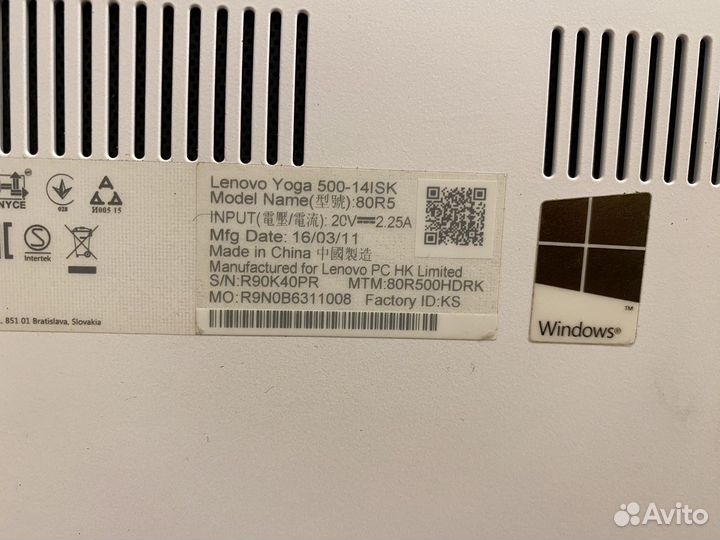 NYCE
028
И005 15
Intertek
851 01 Bratislava, Slovakia
Lenovo Yoga 500-14ISK
Model Name(型號):80R5
INPUT(電壓/電流): 20V⎓2.25A
Mfg Date: 16/03/11
Made in China 中國製造
Manufactured for Lenovo PC HK Limited
S/N:R90K40PR MTM:80R500HDRK
MO:R9N0B6311008 Factory ID:KS
Windows®
™
Avito